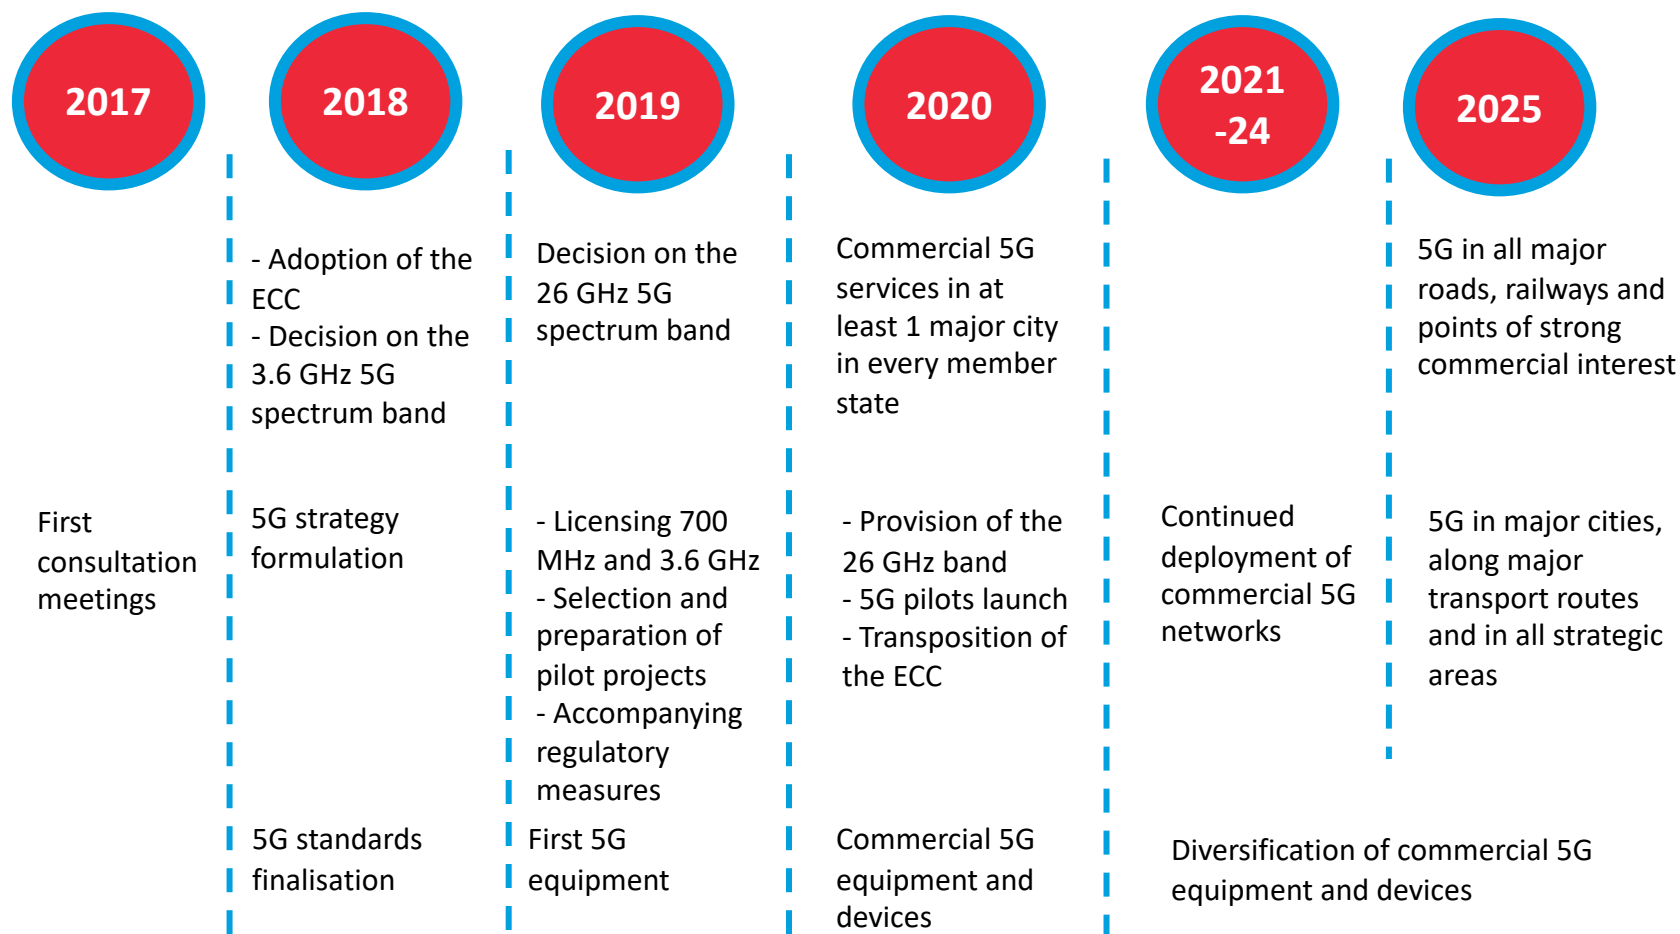 2017
2018
2019
2020
2021
-24
2025
- Adoption of the
ECC
- Decision on the
3.6 GHz 5G
spectrum band
Decision on the
26 GHz 5G
spectrum band
Commercial 5G
services in at
least 1 major city
in every member
state
5G in all major
roads, railways and
points of strong
commercial interest
First
consultation
meetings
5G strategy
formulation
- Licensing 700
MHz and 3.6 GHz
- Selection and
preparation of
pilot projects
- Accompanying
regulatory
measures
- Provision of the
26 GHz band
- 5G pilots launch
- Transposition of
the ECC
Continued
deployment of
commercial 5G
networks
5G in major cities,
along major
transport routes
and in all strategic
areas
5G standards
finalisation
First 5G
equipment
Commercial 5G
equipment and
devices
Diversification of commercial 5G
equipment and devices